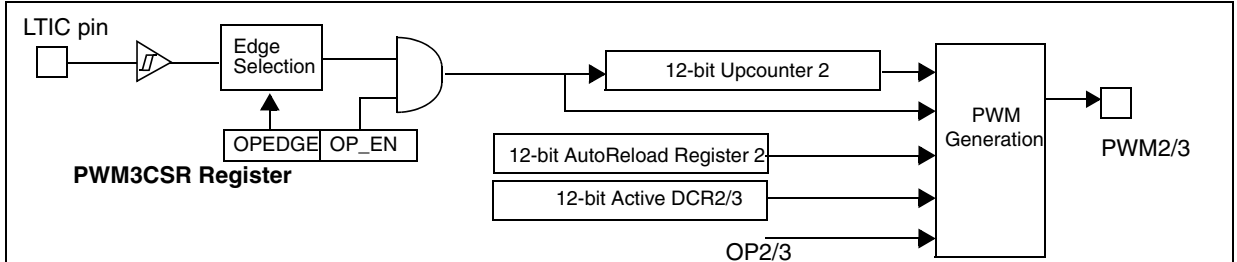 LTIC pin
Edge
Selection
12-bit Upcounter 2
OPEDGE OP_EN
PWM3CSR Register
12-bit AutoReload Register 2
12-bit Active DCR2/3
OP2/3
PWM
Generation
PWM2/3